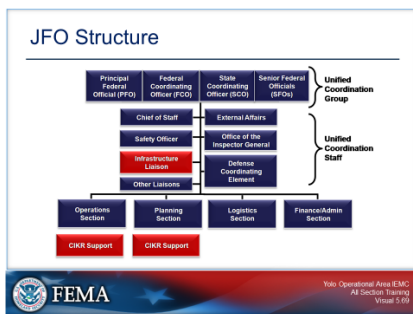 JFO Structure
Principal
Federal
Official (PFO)
Federal
Coordinating
Officer (FCO)
State
Coordinating
Officer (SCO)
Senior Federal
Officials
(SFOs)
Unified
Coordination
Group
Chief of Staff
External Affairs
Safety Officer
Office of the
Inspector General
Infrastructure
Liaison
Defense
Coordinating
Element
Other Liaisons
Unified
Coordination
Staff
Operations
Section
Planning
Section
Logistics
Section
Finance/Admin
Section
CIKR Support
CIKR Support
FEMA
Yolo Operational Area IEMC
All Section Training
Visual 5.69